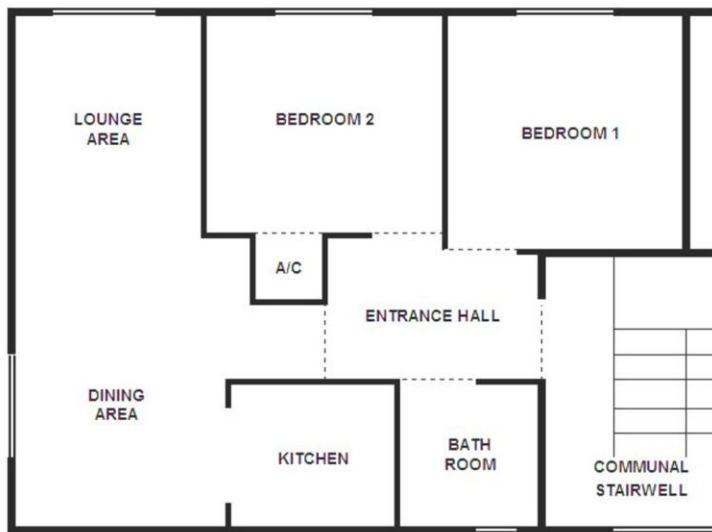 LOUNGE
AREA
BEDROOM 2
BEDROOM 1
A/C
ENTRANCE HALL
DINING
AREA
KITCHEN
BATH
ROOM
COMMUNAL
STAIRWELL